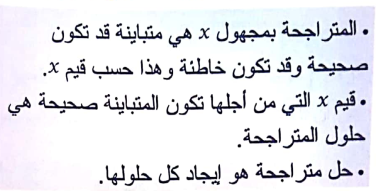 • المتراجحة بمجهول x هي متباينة قد تكون
صحيحة وقد تكون خاطئة وهذا حسب قيم x.
• قيم x التي من أجلها تكون المتباينة صحيحة هي
حلول المتراجحة.
• حل متراجحة هو إيجاد كل حلولها.